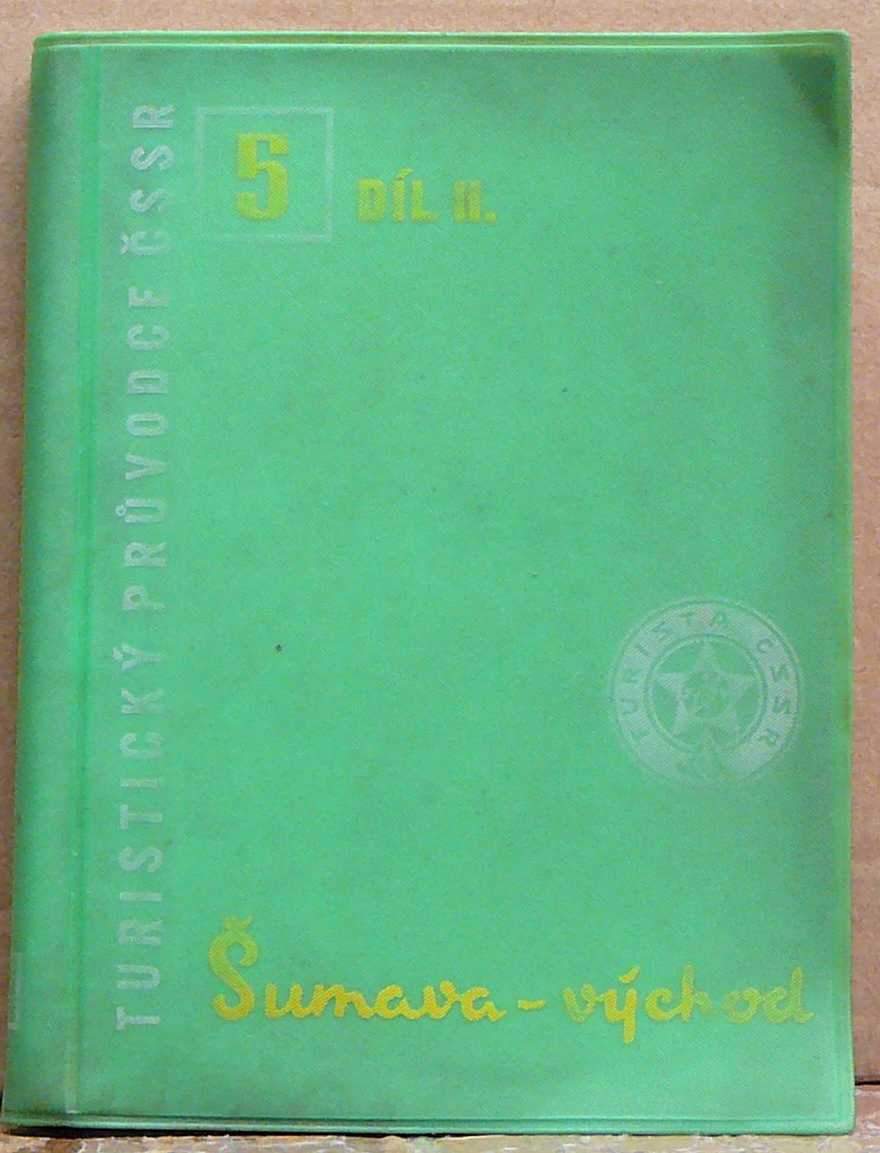 TURISTICKÝ PRŮVODCE ČSSR
5
DÍL II.
TURISTA ČSSR
Šumava - východ